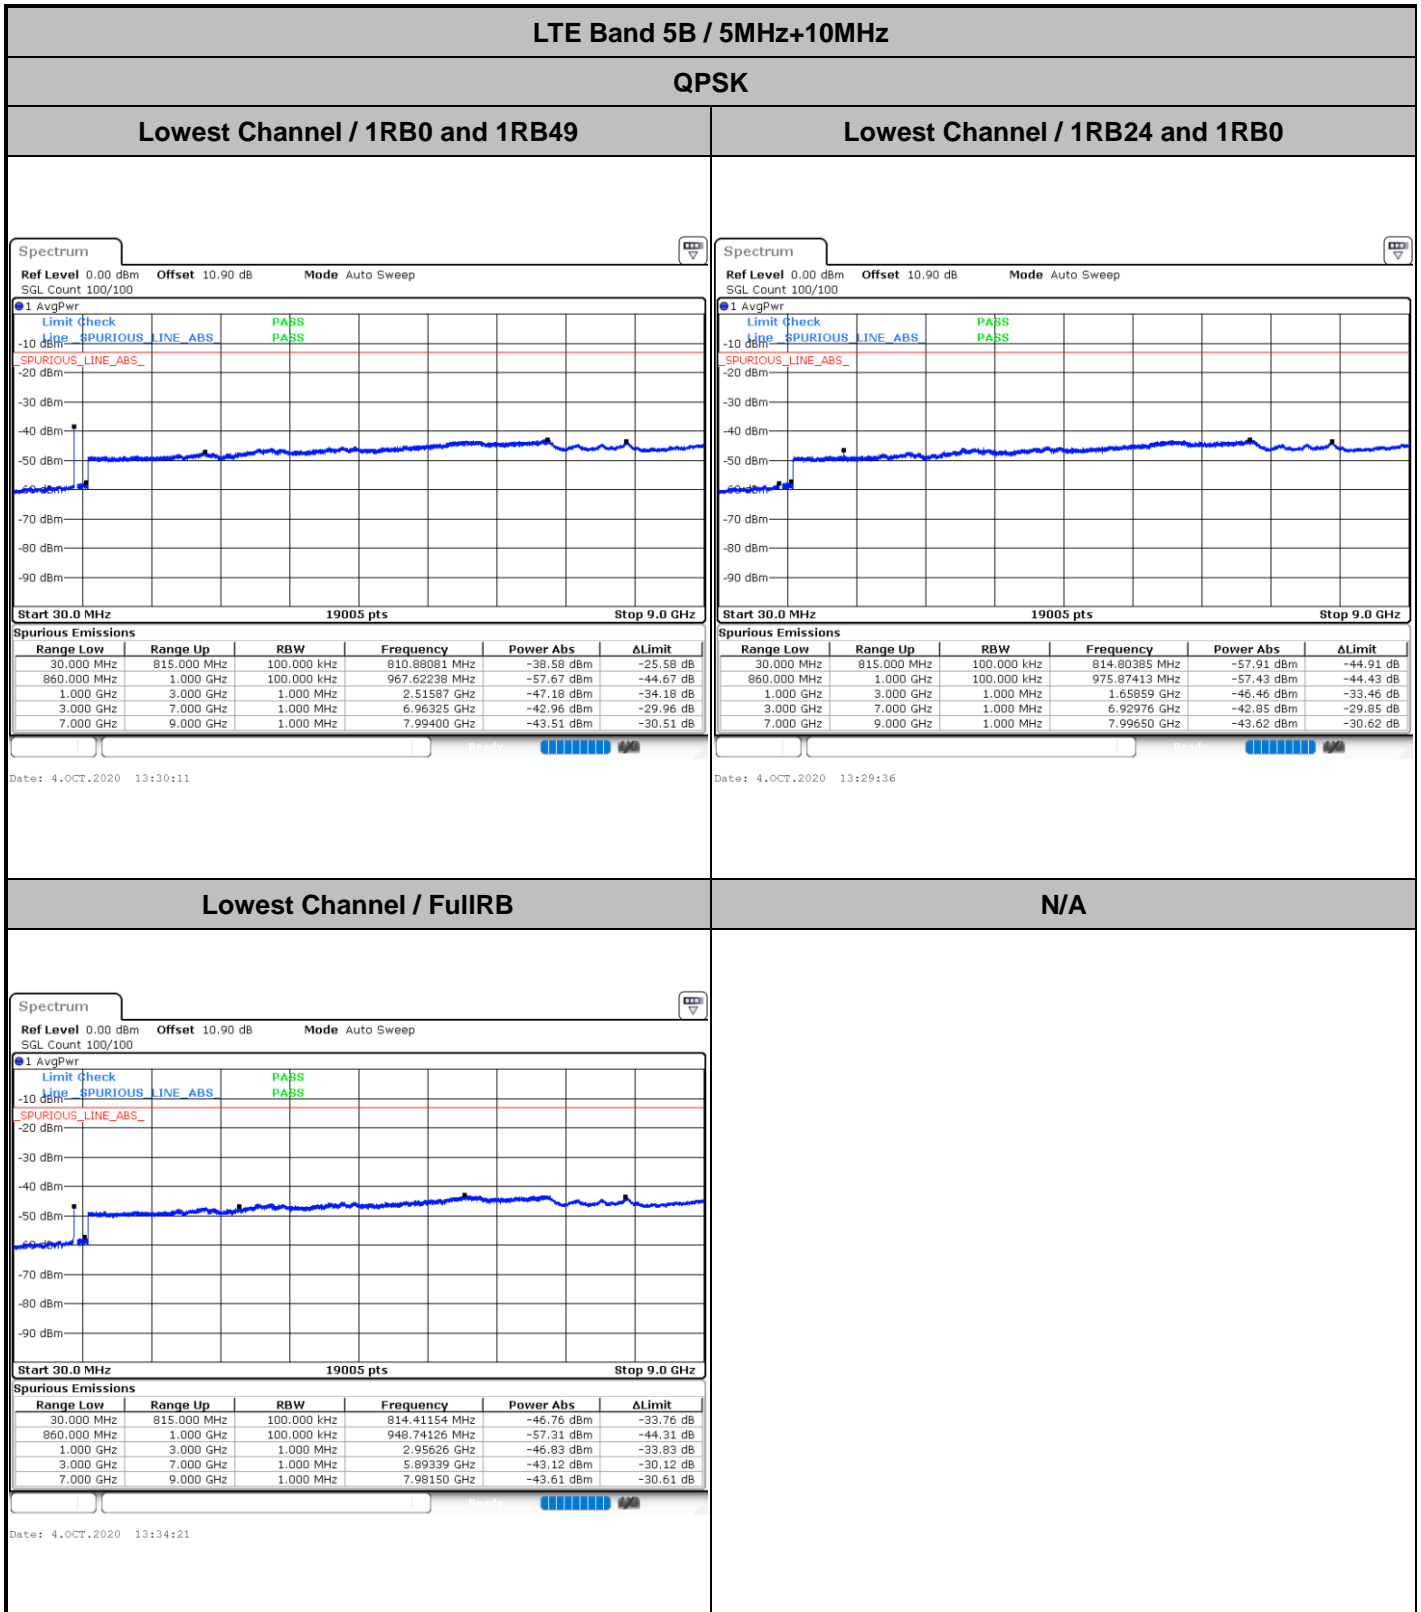 LTE Band 5B / 5MHz+10MHz
QPSK
Lowest Channel / 1RB0 and 1RB49
Lowest Channel / 1RB24 and 1RB0
Spectrum
Ref Level 0.00 dBm Offset 10.90 dB Mode Auto Sweep
SGL Count 100/100
1 AvgPwr
Limit Check PASS
Line _SPURIOUS_LINE_ABS_ PASS
-10 dBm
_SPURIOUS_LINE_ABS_
-20 dBm
-30 dBm
-40 dBm
-50 dBm
-60 dBm
-70 dBm
-80 dBm
-90 dBm
Start 30.0 MHz 19005 pts Stop 9.0 GHz
Spurious Emissions
Range Low Range Up RBW Frequency Power Abs ΔLimit
30.000 MHz 815.000 MHz 100.000 kHz 810.88081 MHz -38.58 dBm -25.58 dB
860.000 MHz 1.000 GHz 100.000 kHz 967.62238 MHz -57.67 dBm -44.67 dB
1.000 GHz 3.000 GHz 1.000 MHz 2.51587 GHz -47.18 dBm -34.18 dB
3.000 GHz 7.000 GHz 1.000 MHz 6.96325 GHz -42.96 dBm -29.96 dB
7.000 GHz 9.000 GHz 1.000 MHz 7.99400 GHz -43.51 dBm -30.51 dB
Ready
Date: 4.OCT.2020 13:30:11
Spectrum
Ref Level 0.00 dBm Offset 10.90 dB Mode Auto Sweep
SGL Count 100/100
1 AvgPwr
Limit Check PASS
Line _SPURIOUS_LINE_ABS_ PASS
-10 dBm
_SPURIOUS_LINE_ABS_
-20 dBm
-30 dBm
-40 dBm
-50 dBm
-60 dBm
-70 dBm
-80 dBm
-90 dBm
Start 30.0 MHz 19005 pts Stop 9.0 GHz
Spurious Emissions
Range Low Range Up RBW Frequency Power Abs ΔLimit
30.000 MHz 815.000 MHz 100.000 kHz 814.80385 MHz -57.91 dBm -44.91 dB
860.000 MHz 1.000 GHz 100.000 kHz 975.87413 MHz -57.43 dBm -44.43 dB
1.000 GHz 3.000 GHz 1.000 MHz 1.65859 GHz -46.46 dBm -33.46 dB
3.000 GHz 7.000 GHz 1.000 MHz 6.92976 GHz -42.85 dBm -29.85 dB
7.000 GHz 9.000 GHz 1.000 MHz 7.99650 GHz -43.62 dBm -30.62 dB
Ready
Date: 4.OCT.2020 13:29:36
Lowest Channel / FullRB
N/A
Spectrum
Ref Level 0.00 dBm Offset 10.90 dB Mode Auto Sweep
SGL Count 100/100
1 AvgPwr
Limit Check PASS
Line _SPURIOUS_LINE_ABS_ PASS
-10 dBm
_SPURIOUS_LINE_ABS_
-20 dBm
-30 dBm
-40 dBm
-50 dBm
-60 dBm
-70 dBm
-80 dBm
-90 dBm
Start 30.0 MHz 19005 pts Stop 9.0 GHz
Spurious Emissions
Range Low Range Up RBW Frequency Power Abs ΔLimit
30.000 MHz 815.000 MHz 100.000 kHz 814.41154 MHz -46.76 dBm -33.76 dB
860.000 MHz 1.000 GHz 100.000 kHz 948.74126 MHz -57.31 dBm -44.31 dB
1.000 GHz 3.000 GHz 1.000 MHz 2.95626 GHz -46.83 dBm -33.83 dB
3.000 GHz 7.000 GHz 1.000 MHz 5.89339 GHz -43.12 dBm -30.12 dB
7.000 GHz 9.000 GHz 1.000 MHz 7.98150 GHz -43.61 dBm -30.61 dB
Ready
Date: 4.OCT.2020 13:34:21